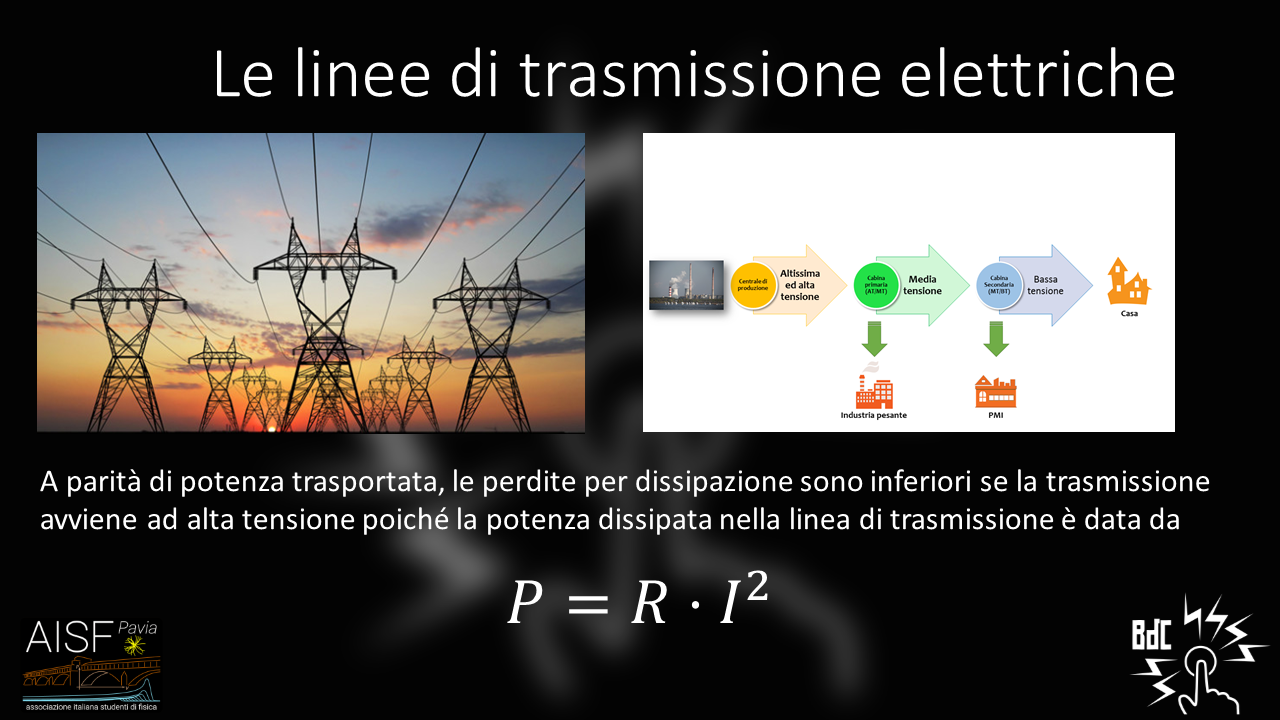 Le linee di trasmissione elettriche
Centrale di
produzione
Altissima
ed alta
tensione
Cabina
primaria
(AT/MT)
Media
tensione
Cabina
Secondaria
(MT/BT)
Bassa
tensione
Casa
Industria pesante
PMI
A parità di potenza trasportata, le perdite per dissipazione sono inferiori se la trasmissione
avviene ad alta tensione poiché la potenza dissipata nella linea di trasmissione è data da
P = R · I²
AISF Pavia
associazione italiana studenti di fisica
BdC